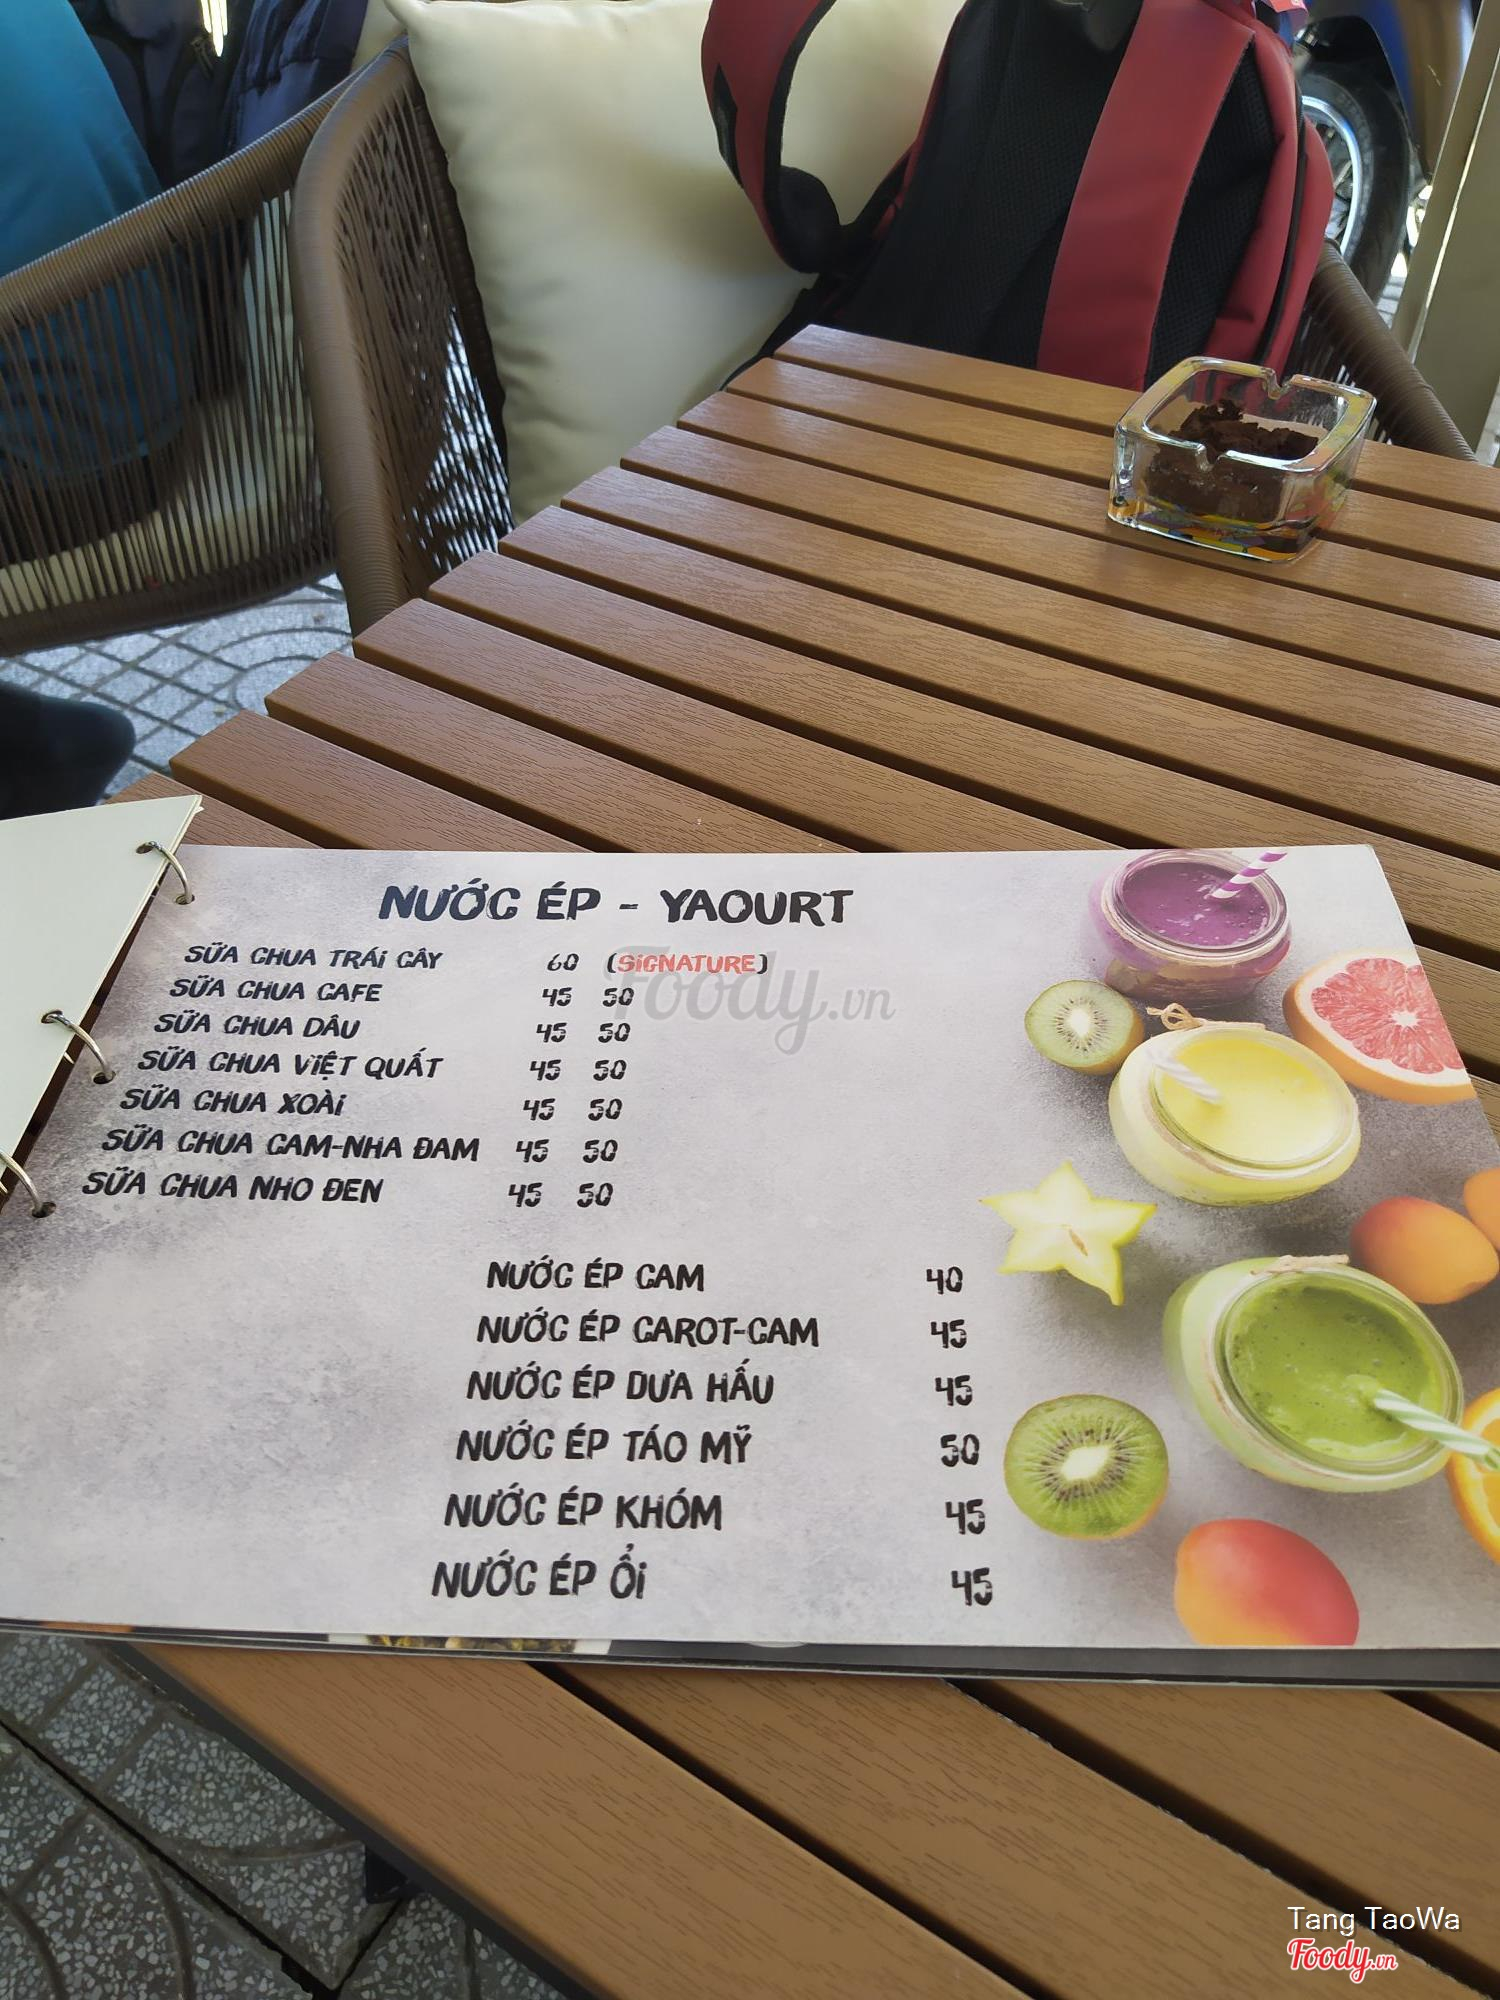 NƯỚC ÉP - YAOURT
SỮA CHUA TRÁI CÂY 60 (SIGNATURE)
SỮA CHUA CAFE 45 50
SỮA CHUA DÂU 45 50
SỮA CHUA VIỆT QUẤT 45 50
SỮA CHUA XOÀI 45 50
SỮA CHUA CAM-NHA ĐAM 45 50
SỮA CHUA NHO ĐEN 45 50
NƯỚC ÉP CAM 40
NƯỚC ÉP CAROT-CAM 45
NƯỚC ÉP DƯA HẤU 45
NƯỚC ÉP TÁO MỸ 50
NƯỚC ÉP KHÓM 45
NƯỚC ÉP ỔI 45
Foody.vn
Tang TaoWa
Foody.vn